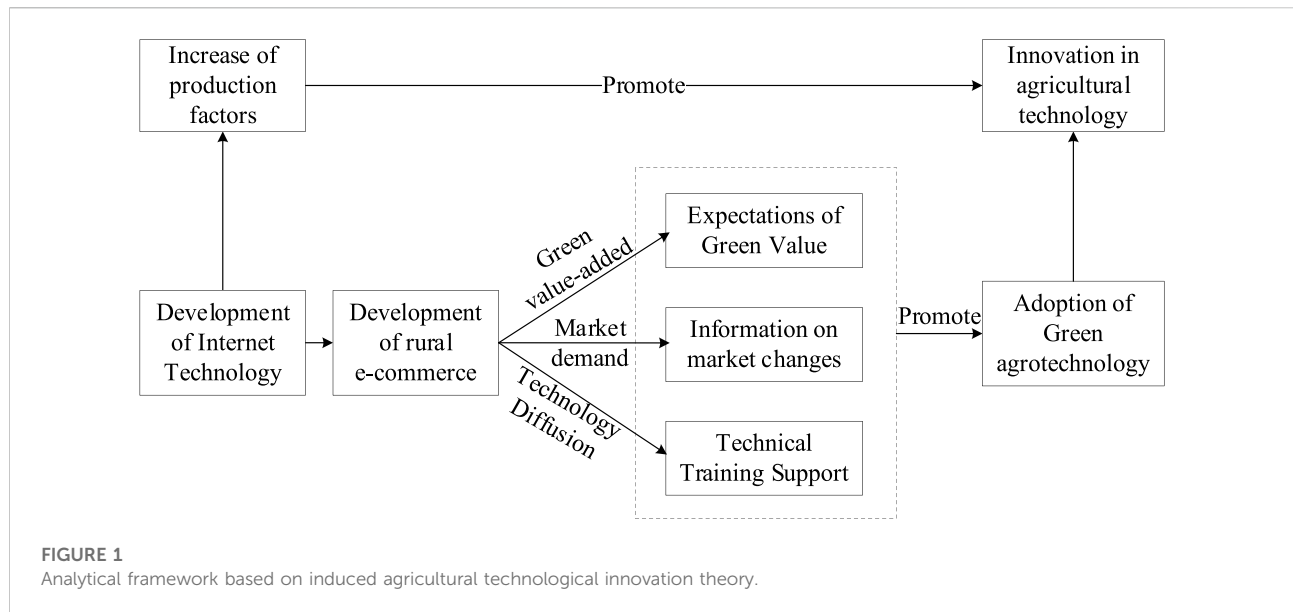 Increase of
production
factors
Promote
Innovation in
agricultural
technology
Expectations of
Green Value
Green
value-added
Development
of Internet
Technology
Development
of rural
e-commerce
Market
demand
Information on
market changes
Promote
Adoption of
Green
agrotechnology
Technology
Diffusion
Technical
Training Support
FIGURE 1
Analytical framework based on induced agricultural technological innovation theory.